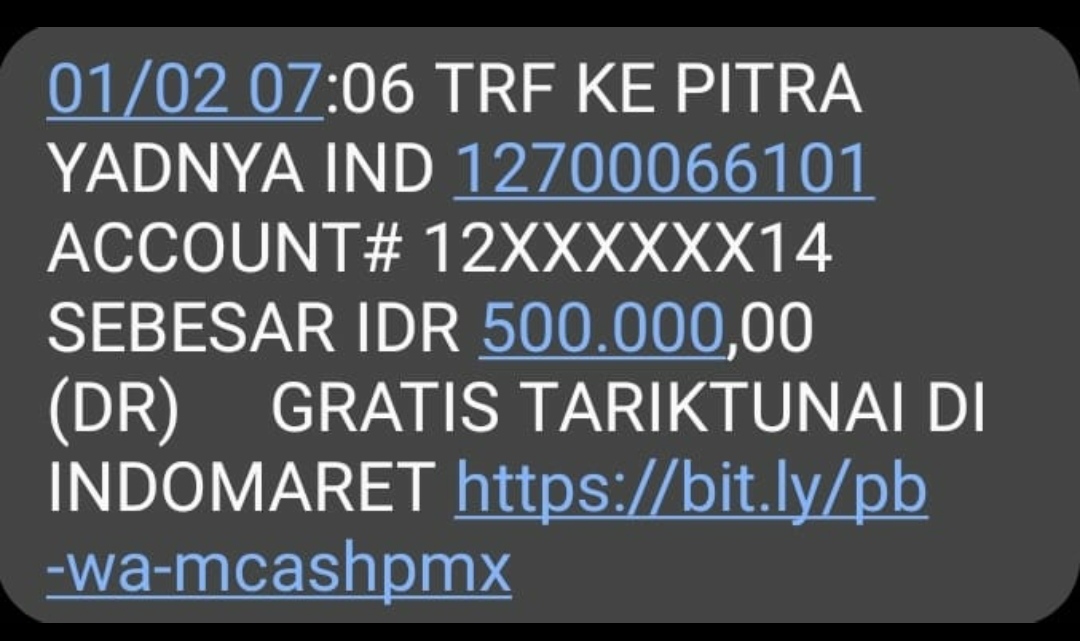 01/02 07:06 TRF KE PITRA
YADNYA IND 12700066101
ACCOUNT# 12XXXXXX14
SEBESAR IDR 500.000,00
(DR)     GRATIS TARIKTUNAI DI
INDOMARET https://bit.ly/pb
-wa-mcashpmx